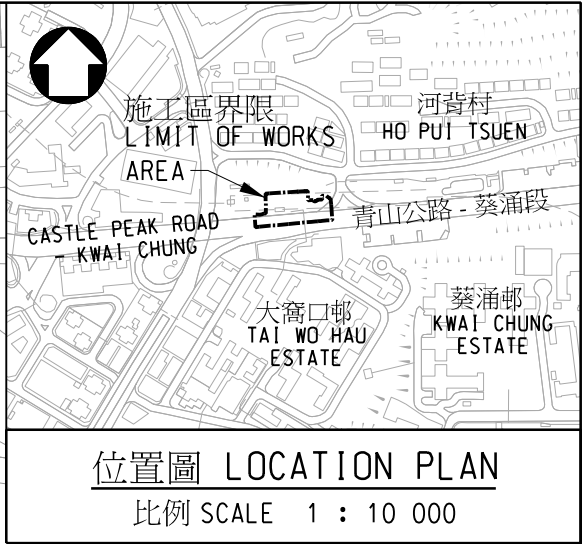 施工區界限
LIMIT OF WORKS
AREA
河背村
HO PUI TSUEN
CASTLE PEAK ROAD
- KWAI CHUNG
青山公路 - 葵涌段
大窩口邨
TAI WO HAU
ESTATE
葵涌邨
KWAI CHUNG
ESTATE
位置圖 LOCATION PLAN
比例 SCALE 1 : 10 000